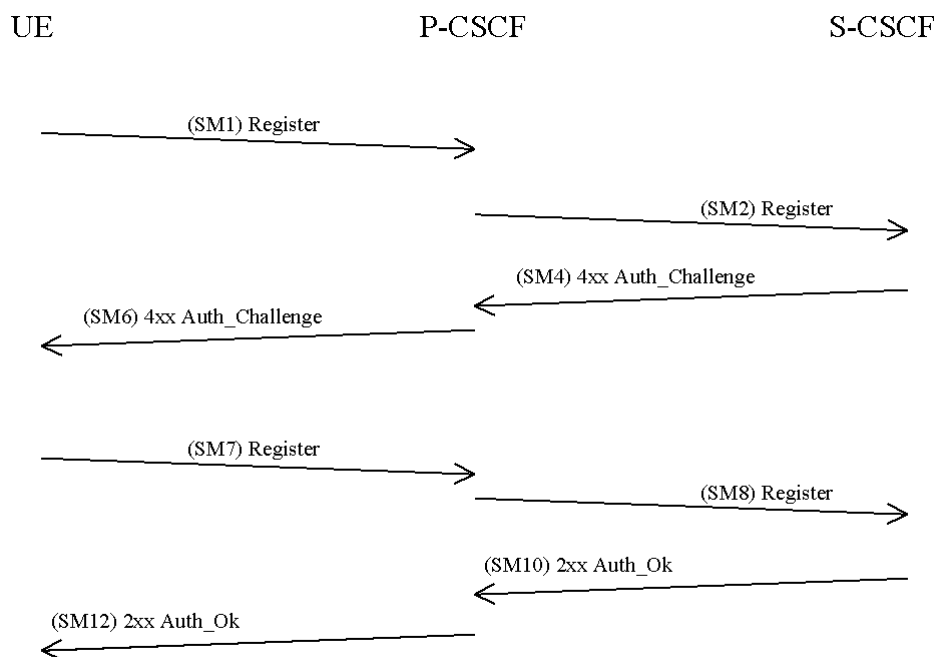 UE P-CSCF S-CSCF
(SM1) Register
(SM2) Register
(SM4) 4xx Auth_Challenge
(SM6) 4xx Auth_Challenge
(SM7) Register
(SM8) Register
(SM10) 2xx Auth_Ok
(SM12) 2xx Auth_Ok